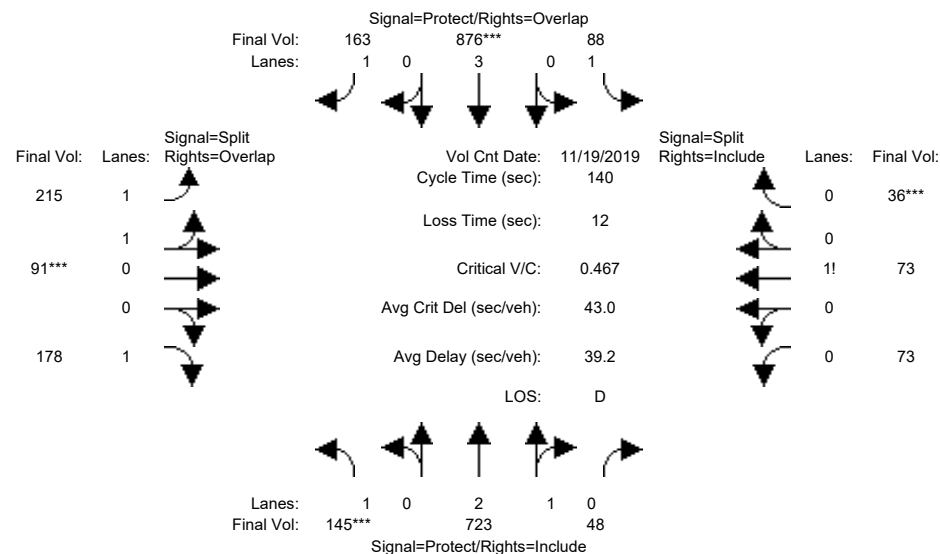 Signal=Protect/Rights=Overlap
Final Vol: 163 876*** 88
Lanes: 1 0 3 0 1
Signal=Split Signal=Split
Final Vol: Lanes: Rights=Overlap Vol Cnt Date: 11/19/2019 Rights=Include Lanes: Final Vol:
Cycle Time (sec): 140
215 1 0 36***
Loss Time (sec): 12
1 0
91*** 0 Critical V/C: 0.467 1! 73
0 Avg Crit Del (sec/veh): 43.0 0
178 1 Avg Delay (sec/veh): 39.2 0 73
LOS: D
Lanes: 1 0 2 1 0
Final Vol: 145*** 723 48
Signal=Protect/Rights=Include